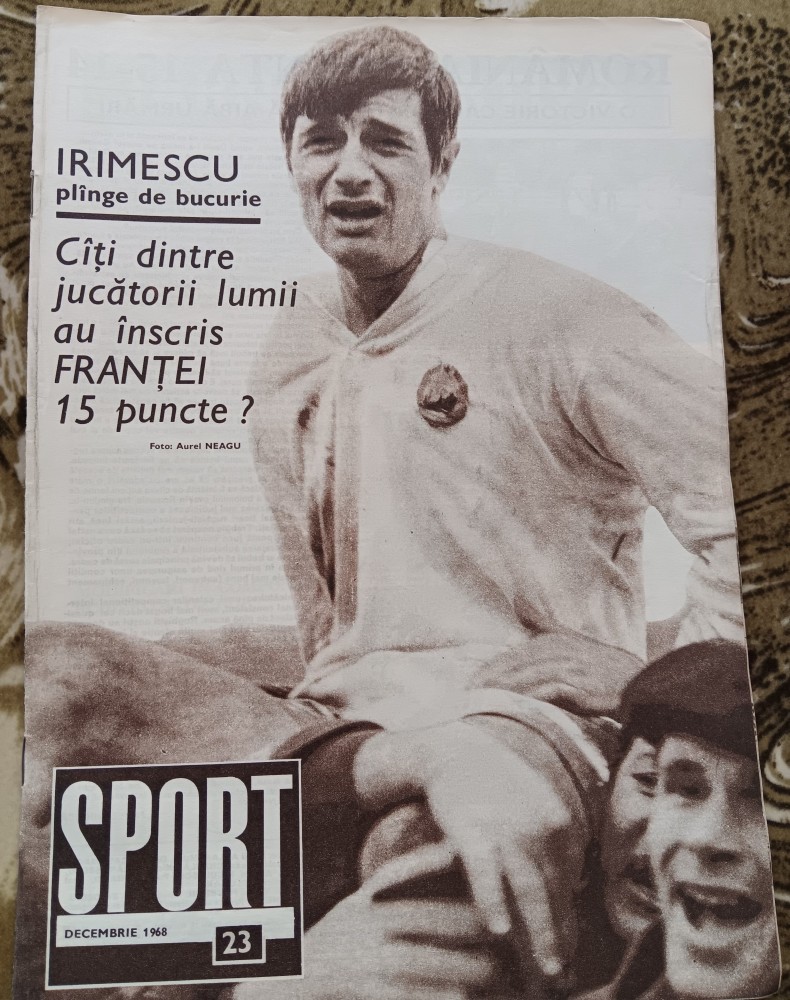 IRIMESCU
plînge de bucurie
Cîți dintre
jucătorii lumii
au înscris
FRANȚEI
15 puncte ?
Foto: Aurel NEAGU
SPORT
DECEMBRIE 1968
23